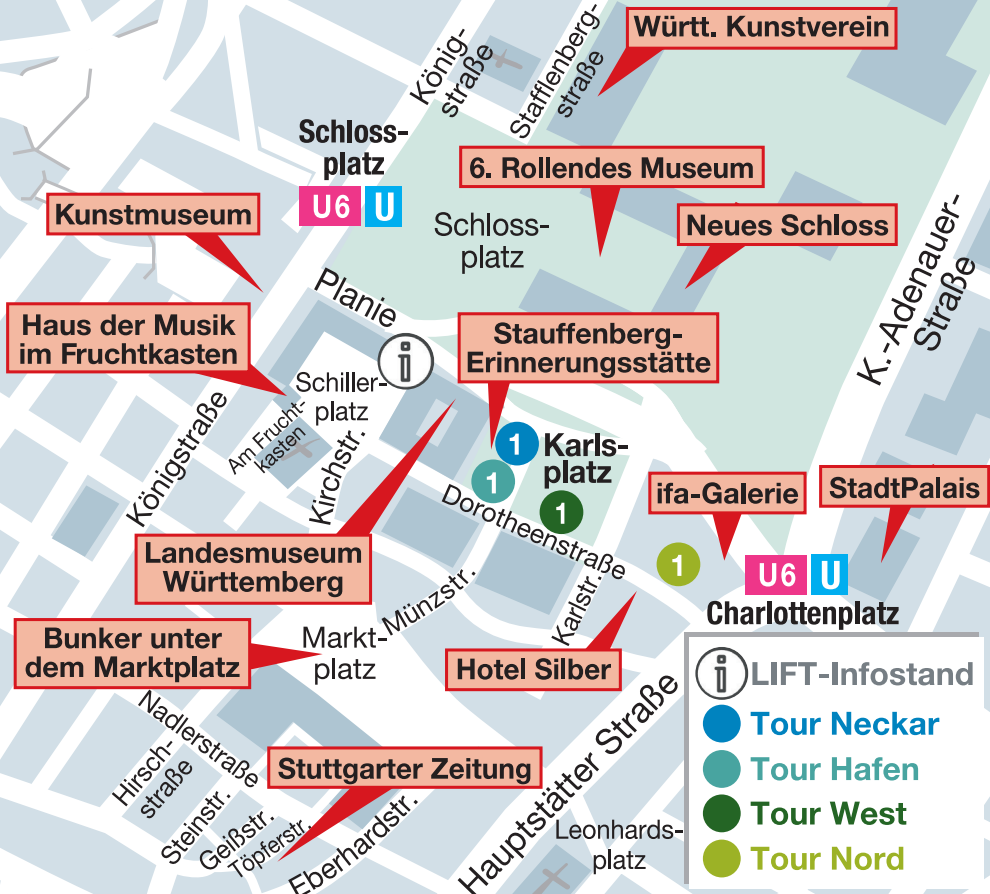 König-
straße
Stafflenberg-
straße
Württ. Kunstverein
Schloss-
platz
U6 U
6. Rollendes Museum
Kunstmuseum
Schloss-
platz
Neues Schloss
K.-Adenauer-
Straße
Planie
Haus der Musik
im Fruchtkasten
i
Stauffenberg-
Erinnerungsstätte
Schiller-
platz
Am Frucht-
kasten
Kirchstr.
Königstraße
1
Karls-
platz
1
1
Dorotheenstraße
ifa-Galerie
StadtPalais
Landesmuseum
Württemberg
1
U6 U
Charlottenplatz
Münzstr.
Karlstr.
Bunker unter
dem Marktplatz
Markt-
platz
Hotel Silber
Nadlerstraße
Hirsch-
straße
Steinstr.
Geißstr.
Töpferstr.
Stuttgarter Zeitung
Eberhardstr.
Hauptstätter Straße
Leonhards-
platz
i LIFT-Infostand
Tour Neckar
Tour Hafen
Tour West
Tour Nord